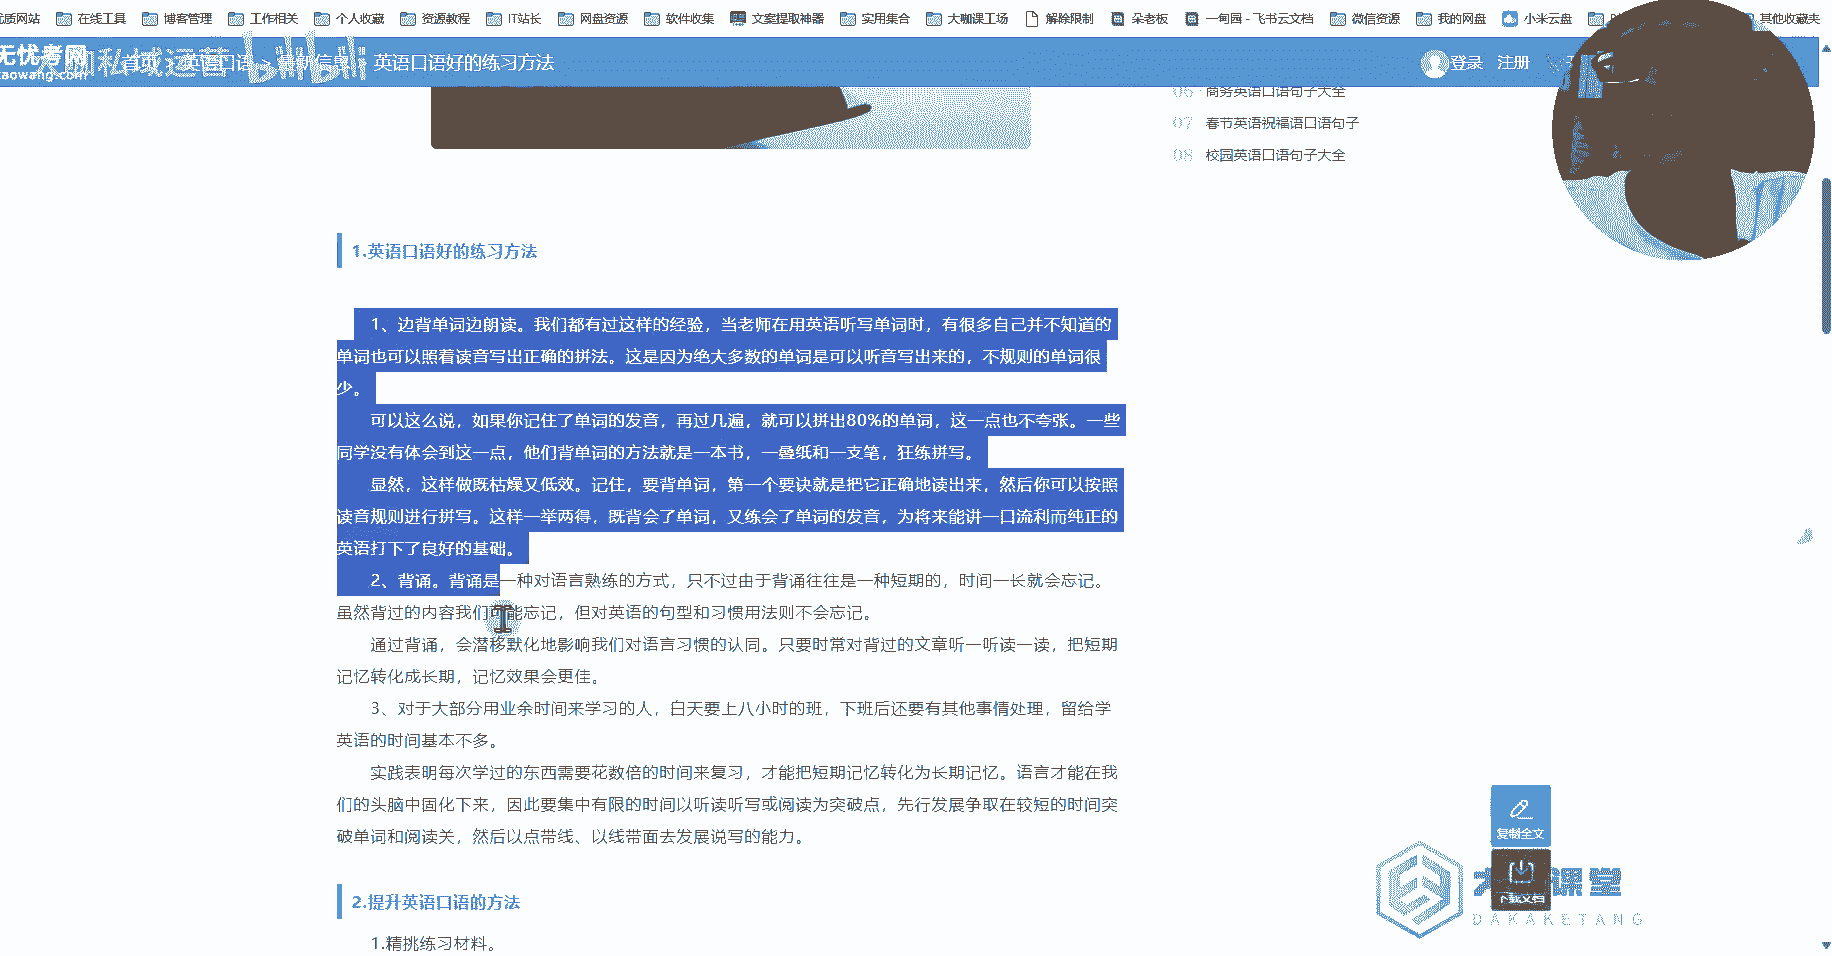 优质网站 在线工具 博客管理 工作相关 个人收藏 资源教程 IT站长 网盘资源 软件收集 文案提取神器 实用集合 大咖课工场 解除限制 朵老板 一甸园 - 飞书云文档 微信资源 我的网盘 小米云盘 其他收藏夹
无忧考网 私域运营 bilibili
首页 > 英语口语 > 最新信息 > 英语口语好的练习方法 登录 注册
06 商务英语口语句子大全
07 春节英语祝福语口语句子
08 校园英语口语句子大全
1.英语口语好的练习方法
1、边背单词边朗读。我们都有过这样的经验，当老师在用英语听写单词时，有很多自己并不知道的
单词也可以照着读音写出正确的拼法。这是因为绝大多数的单词是可以听音写出来的，不规则的单词很
少。
可以这么说，如果你记住了单词的发音，再过几遍，就可以拼出80%的单词，这一点也不夸张。一些
同学没有体会到这一点，他们背单词的方法就是一本书，一叠纸和一支笔，狂练拼写。
显然，这样做既枯燥又低效。记住，要背单词，第一个要诀就是把它正确地读出来，然后你可以按照
读音规则进行拼写。这样一举两得，既背会了单词，又练会了单词的发音，为将来能讲一口流利而纯正的
英语打下了良好的基础。
2、背诵。背诵是一种对语言熟练的方式，只不过由于背诵往往是一种短期的，时间一长就会忘记。
虽然背过的内容我们可能忘记，但对英语的句型和习惯用法则不会忘记。
通过背诵，会潜移默化地影响我们对语言习惯的认同。只要时常对背过的文章听一听读一读，把短期
记忆转化成长期，记忆效果会更佳。
3、对于大部分用业余时间来学习的人，白天要上八小时的班，下班后还要有其他事情处理，留给学
英语的时间基本不多。
实践表明每次学过的东西需要花数倍的时间来复习，才能把短期记忆转化为长期记忆。语言才能在我
们的头脑中固化下来，因此要集中有限的时间以听读听写或阅读为突破点，先行发展争取在较短的时间突
破单词和阅读关，然后以点带线、以线带面去发展说写的能力。
复制全文
下载文档
课堂
DAKAKETANG
2.提升英语口语的方法
1.精挑练习材料。